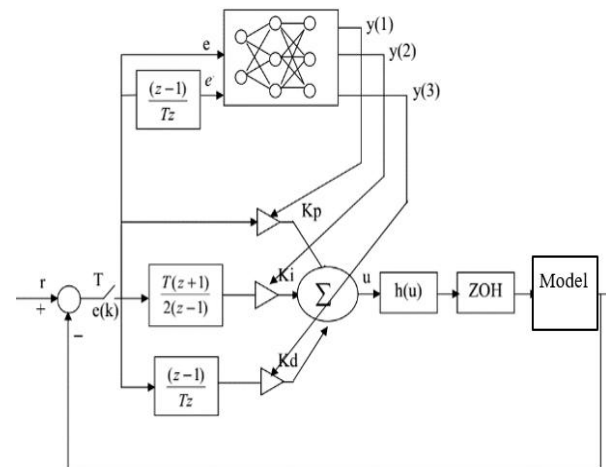 y(1)
e
y(2)
(z−1)
Tz
e
y(3)
Kp
r
T
+
e(k)
−
T(z+1)
2(z−1)
Ki
Σ
u
h(u)
ZOH
Model
(z−1)
Tz
Kd